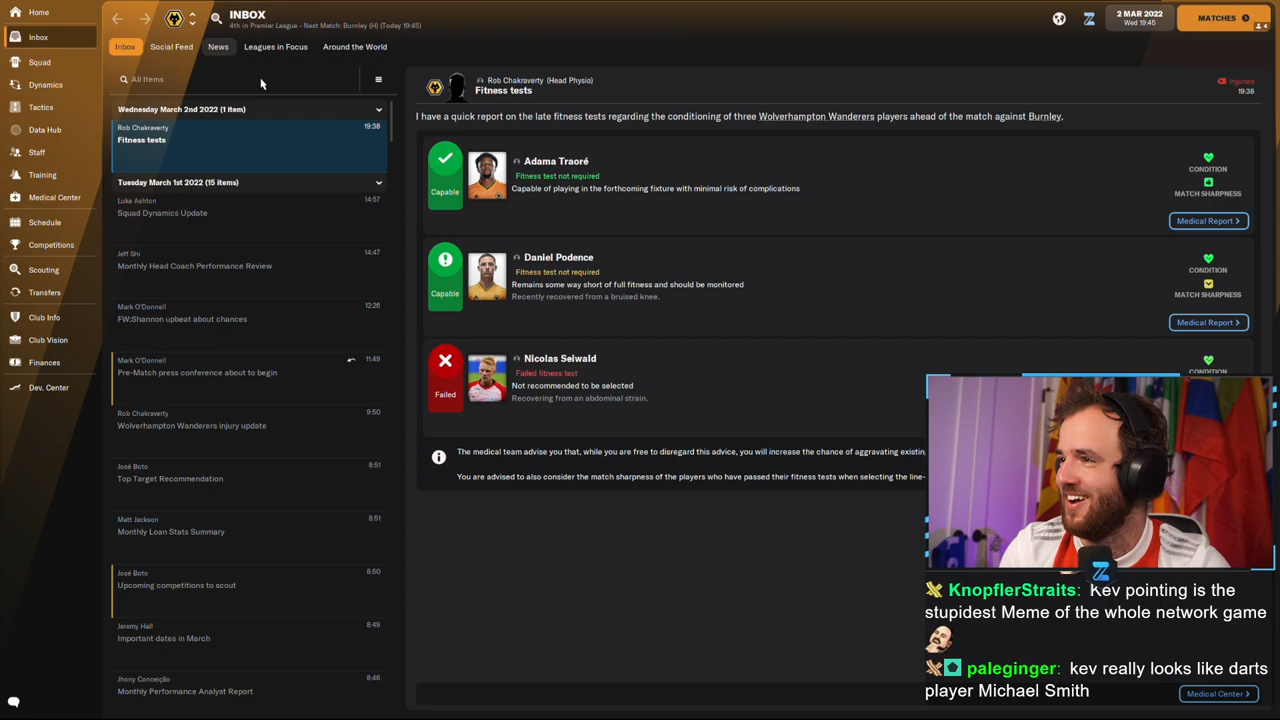 Home
Inbox
Squad
Dynamics
Tactics
Data Hub
Staff
Training
Medical Center
Schedule
Competitions
Scouting
Transfers
Club Info
Club Vision
Finances
Dev. Center
INBOX
4th in Premier League - Next Match: Burnley (H) (Today 19:45)
2 MAR 2022
Wed 19:45
MATCHES
4
Inbox
Social Feed
News
Leagues in Focus
Around the World
All Items
Wednesday March 2nd 2022 (1 item)
Rob Chakraverty
19:38
Fitness tests
Tuesday March 1st 2022 (15 items)
Luke Ashton
14:57
Squad Dynamics Update
Jeff Shi
14:47
Monthly Head Coach Performance Review
Mark O'Donnell
12:26
FW:Shannon upbeat about chances
Mark O'Donnell
11:49
Pre-Match press conference about to begin
Rob Chakraverty
9:50
Wolverhampton Wanderers injury update
José Boto
8:51
Top Target Recommendation
Matt Jackson
8:51
Monthly Loan Stats Summary
José Boto
8:50
Upcoming competitions to scout
Jeremy Hall
8:49
Important dates in March
Jhony Conceição
8:46
Monthly Performance Analyst Report
Rob Chakraverty (Head Physio)
Fitness tests
Injuries
19:38
I have a quick report on the late fitness tests regarding the conditioning of three Wolverhampton Wanderers players ahead of the match against Burnley.
Capable
Adama Traoré
Fitness test not required
Capable of playing in the forthcoming fixture with minimal risk of complications
CONDITION
MATCH SHARPNESS
Medical Report
Capable
Daniel Podence
Fitness test not required
Remains some way short of full fitness and should be monitored
Recently recovered from a bruised knee.
CONDITION
MATCH SHARPNESS
Medical Report
Failed
Nicolas Seiwald
Failed fitness test
Not recommended to be selected
Recovering from an abdominal strain.
CONDITION
The medical team advise you that, while you are free to disregard this advice, you will increase the chance of aggravating
You are advised to also consider the match sharpness of the players who have passed their fitness tests when selecting the
KnopflerStraits: Kev pointing is the
stupidest Meme of the whole network game
paleginger: kev really looks like darts
player Michael Smith
Medical Center